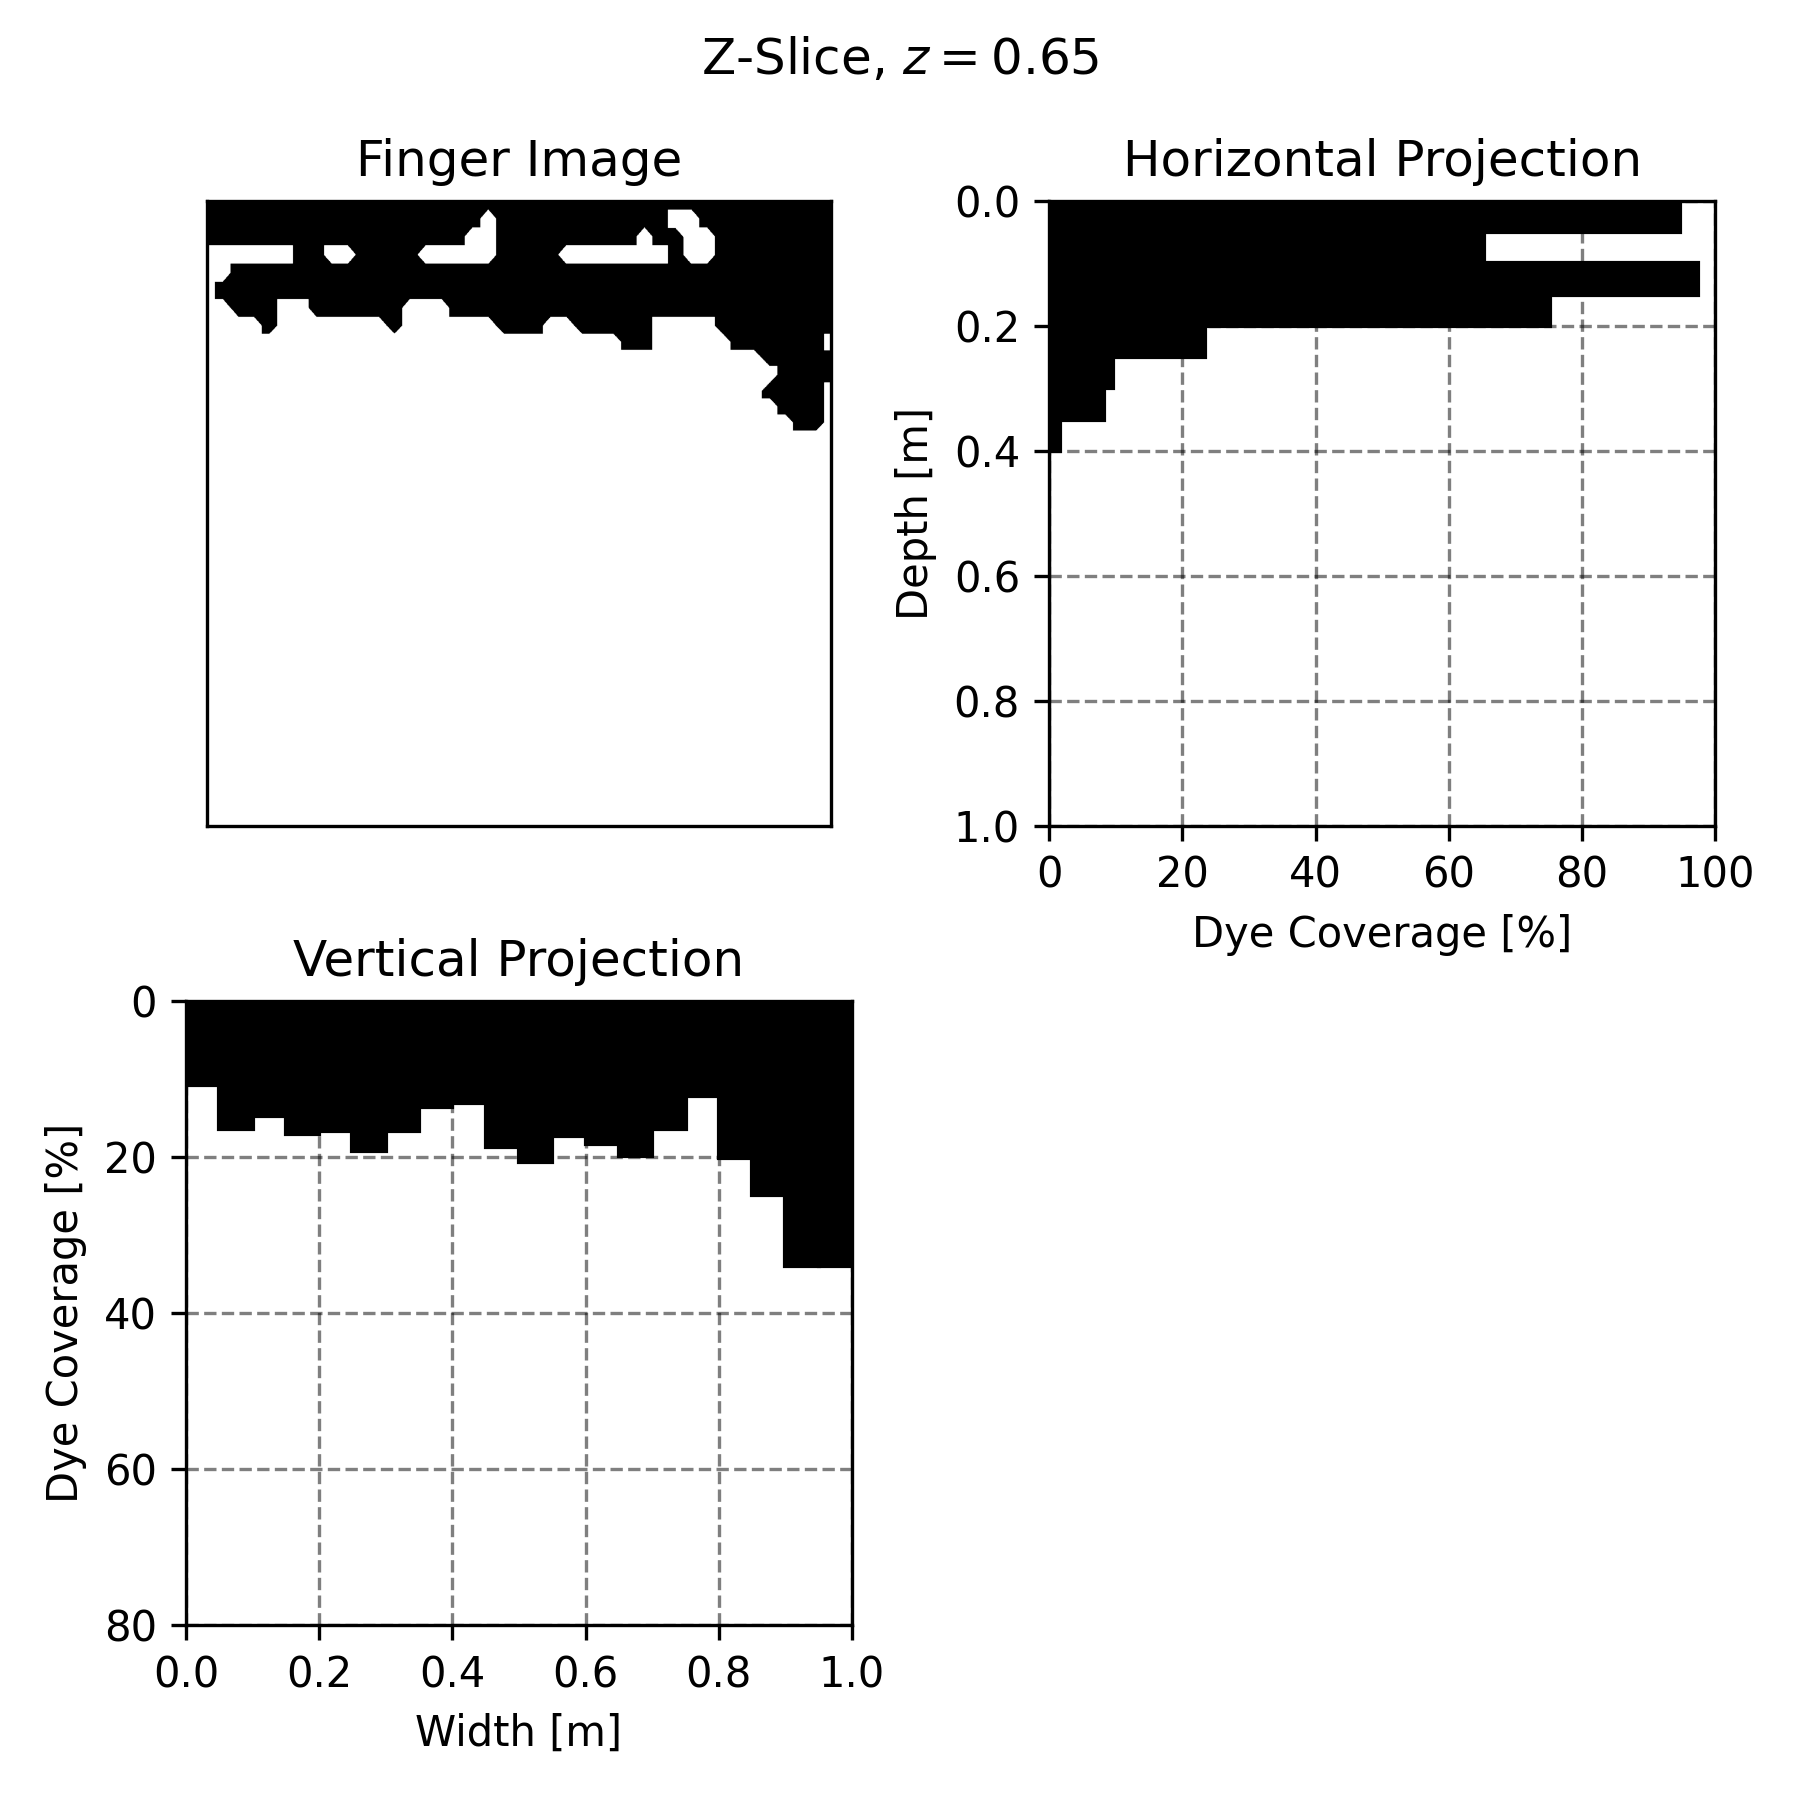 Z-Slice, z = 0.65
Finger Image
Horizontal Projection
0.0
0.2
0.4
0.6
0.8
1.0
Depth [m]
0 20 40 60 80 100
Dye Coverage [%]
Vertical Projection
0
20
40
60
80
Dye Coverage [%]
0.0 0.2 0.4 0.6 0.8 1.0
Width [m]